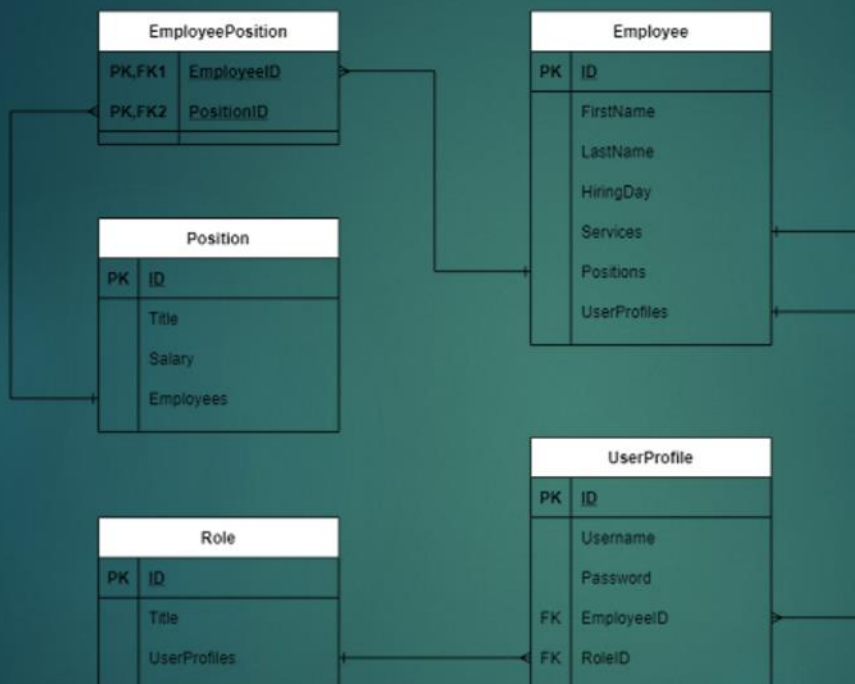 EmployeePosition
PK,FK1 EmployeeID
PK,FK2 PositionID
Employee
PK ID
FirstName
LastName
HiringDay
Services
Positions
UserProfiles
Position
PK ID
Title
Salary
Employees
UserProfile
PK ID
Username
Password
FK EmployeeID
FK RoleID
Role
PK ID
Title
UserProfiles